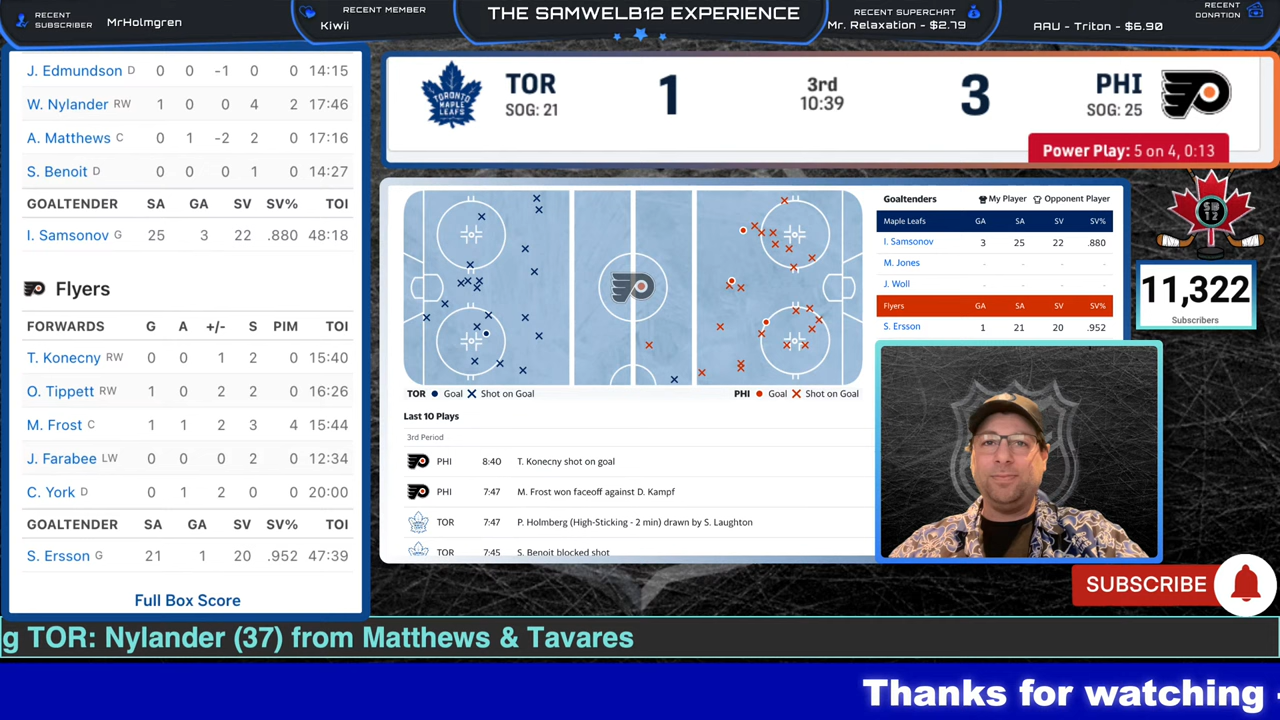 RECENT SUBSCRIBER MrHolmgren
RECENT MEMBER
Kiwii
THE SAMWELB12 EXPERIENCE
RECENT SUPERCHAT
Mr. Relaxation - $2.79
RECENT DONATION
AAU - Triton - $6.90
J. Edmundson D 0 0 -1 0 0 14:15
W. Nylander RW 1 0 0 4 2 17:46
A. Matthews C 0 1 -2 2 0 17:16
S. Benoit D 0 0 0 1 0 14:27
GOALTENDER SA GA SV SV% TOI
I. Samsonov G 25 3 22 .880 48:18
Flyers
FORWARDS G A +/- S PIM TOI
T. Konecny RW 0 0 1 2 0 15:40
O. Tippett RW 1 0 2 2 0 16:26
M. Frost C 1 1 2 3 4 15:44
J. Farabee LW 0 0 0 2 0 12:34
C. York D 0 1 2 0 0 20:00
GOALTENDER SA GA SV SV% TOI
S. Ersson G 21 1 20 .952 47:39
Full Box Score
TORONTO MAPLE LEAFS
TOR 1 3rd 3 PHI
SOG: 21 10:39 SOG: 25
Power Play: 5 on 4, 0:13
TOR Goal Shot on Goal PHI Goal Shot on Goal
Last 10 Plays
3rd Period
PHI 8:40 T. Konecny shot on goal
PHI 7:47 M. Frost won faceoff against D. Kampf
TOR 7:47 P. Holmberg (High-Sticking - 2 min) drawn by S. Laughton
TOR 7:45 S. Benoit blocked shot
Goaltenders My Player Opponent Player
Maple Leafs GA SA SV SV%
I. Samsonov 3 25 22 .880
M. Jones - - - -
J. Woll - - - -
Flyers GA SA SV SV%
S. Ersson 1 21 20 .952
SB
12
11,322
Subscribers
SUBSCRIBE
g TOR: Nylander (37) from Matthews & Tavares
Thanks for watching -